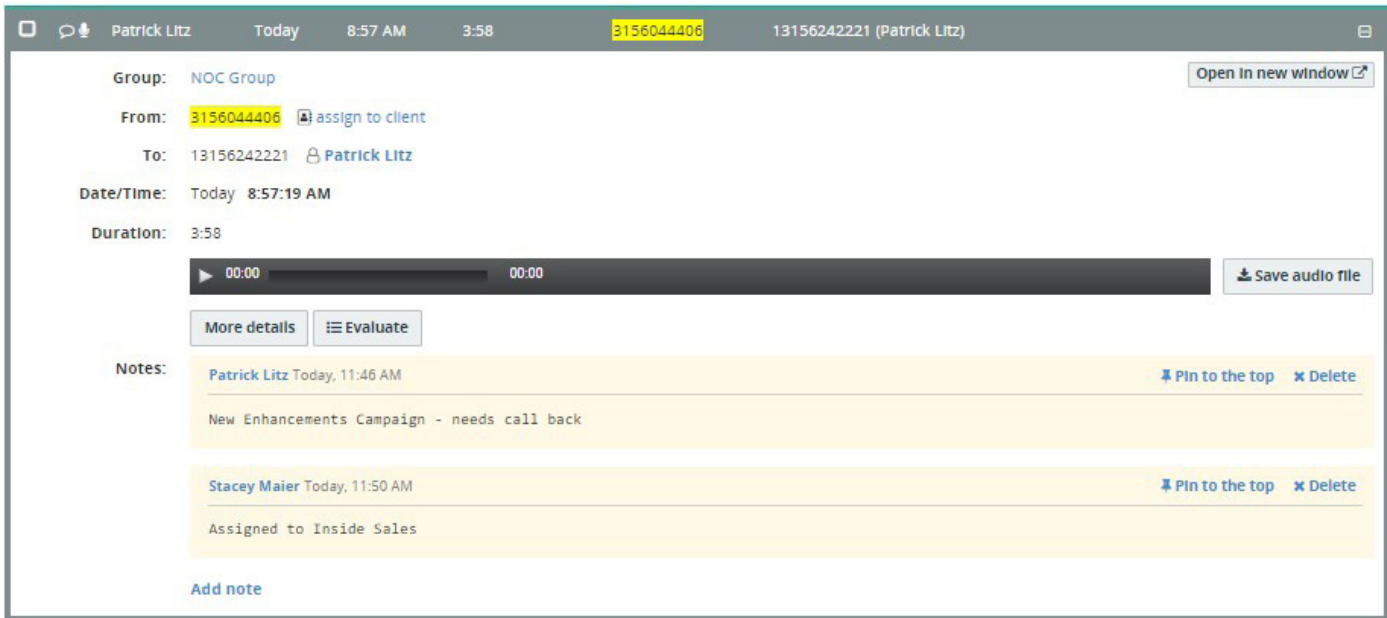 Patrick Litz Today 8:57 AM 3:58 3156044406 13156242221 (Patrick Litz)
Open in new window
Group: NOC Group
From: 3156044406 assign to client
To: 13156242221 Patrick Litz
Date/Time: Today 8:57:19 AM
Duration: 3:58
00:00 00:00 Save audio file
More details Evaluate
Notes: Patrick Litz Today, 11:46 AM Pin to the top Delete
New Enhancements Campaign - needs call back
Stacey Maier Today, 11:50 AM Pin to the top Delete
Assigned to Inside Sales
Add note